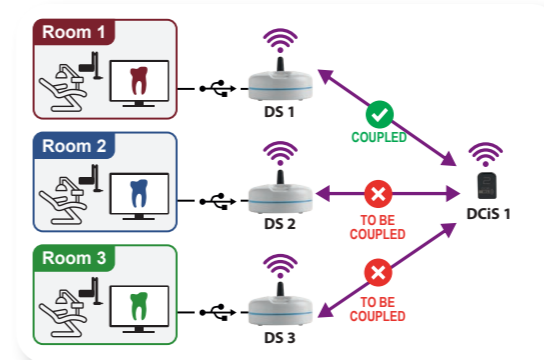 Room 1
DS 1
COUPLED
Room 2
DS 2
TO BE
COUPLED
DCiS 1
Room 3
DS 3
TO BE
COUPLED